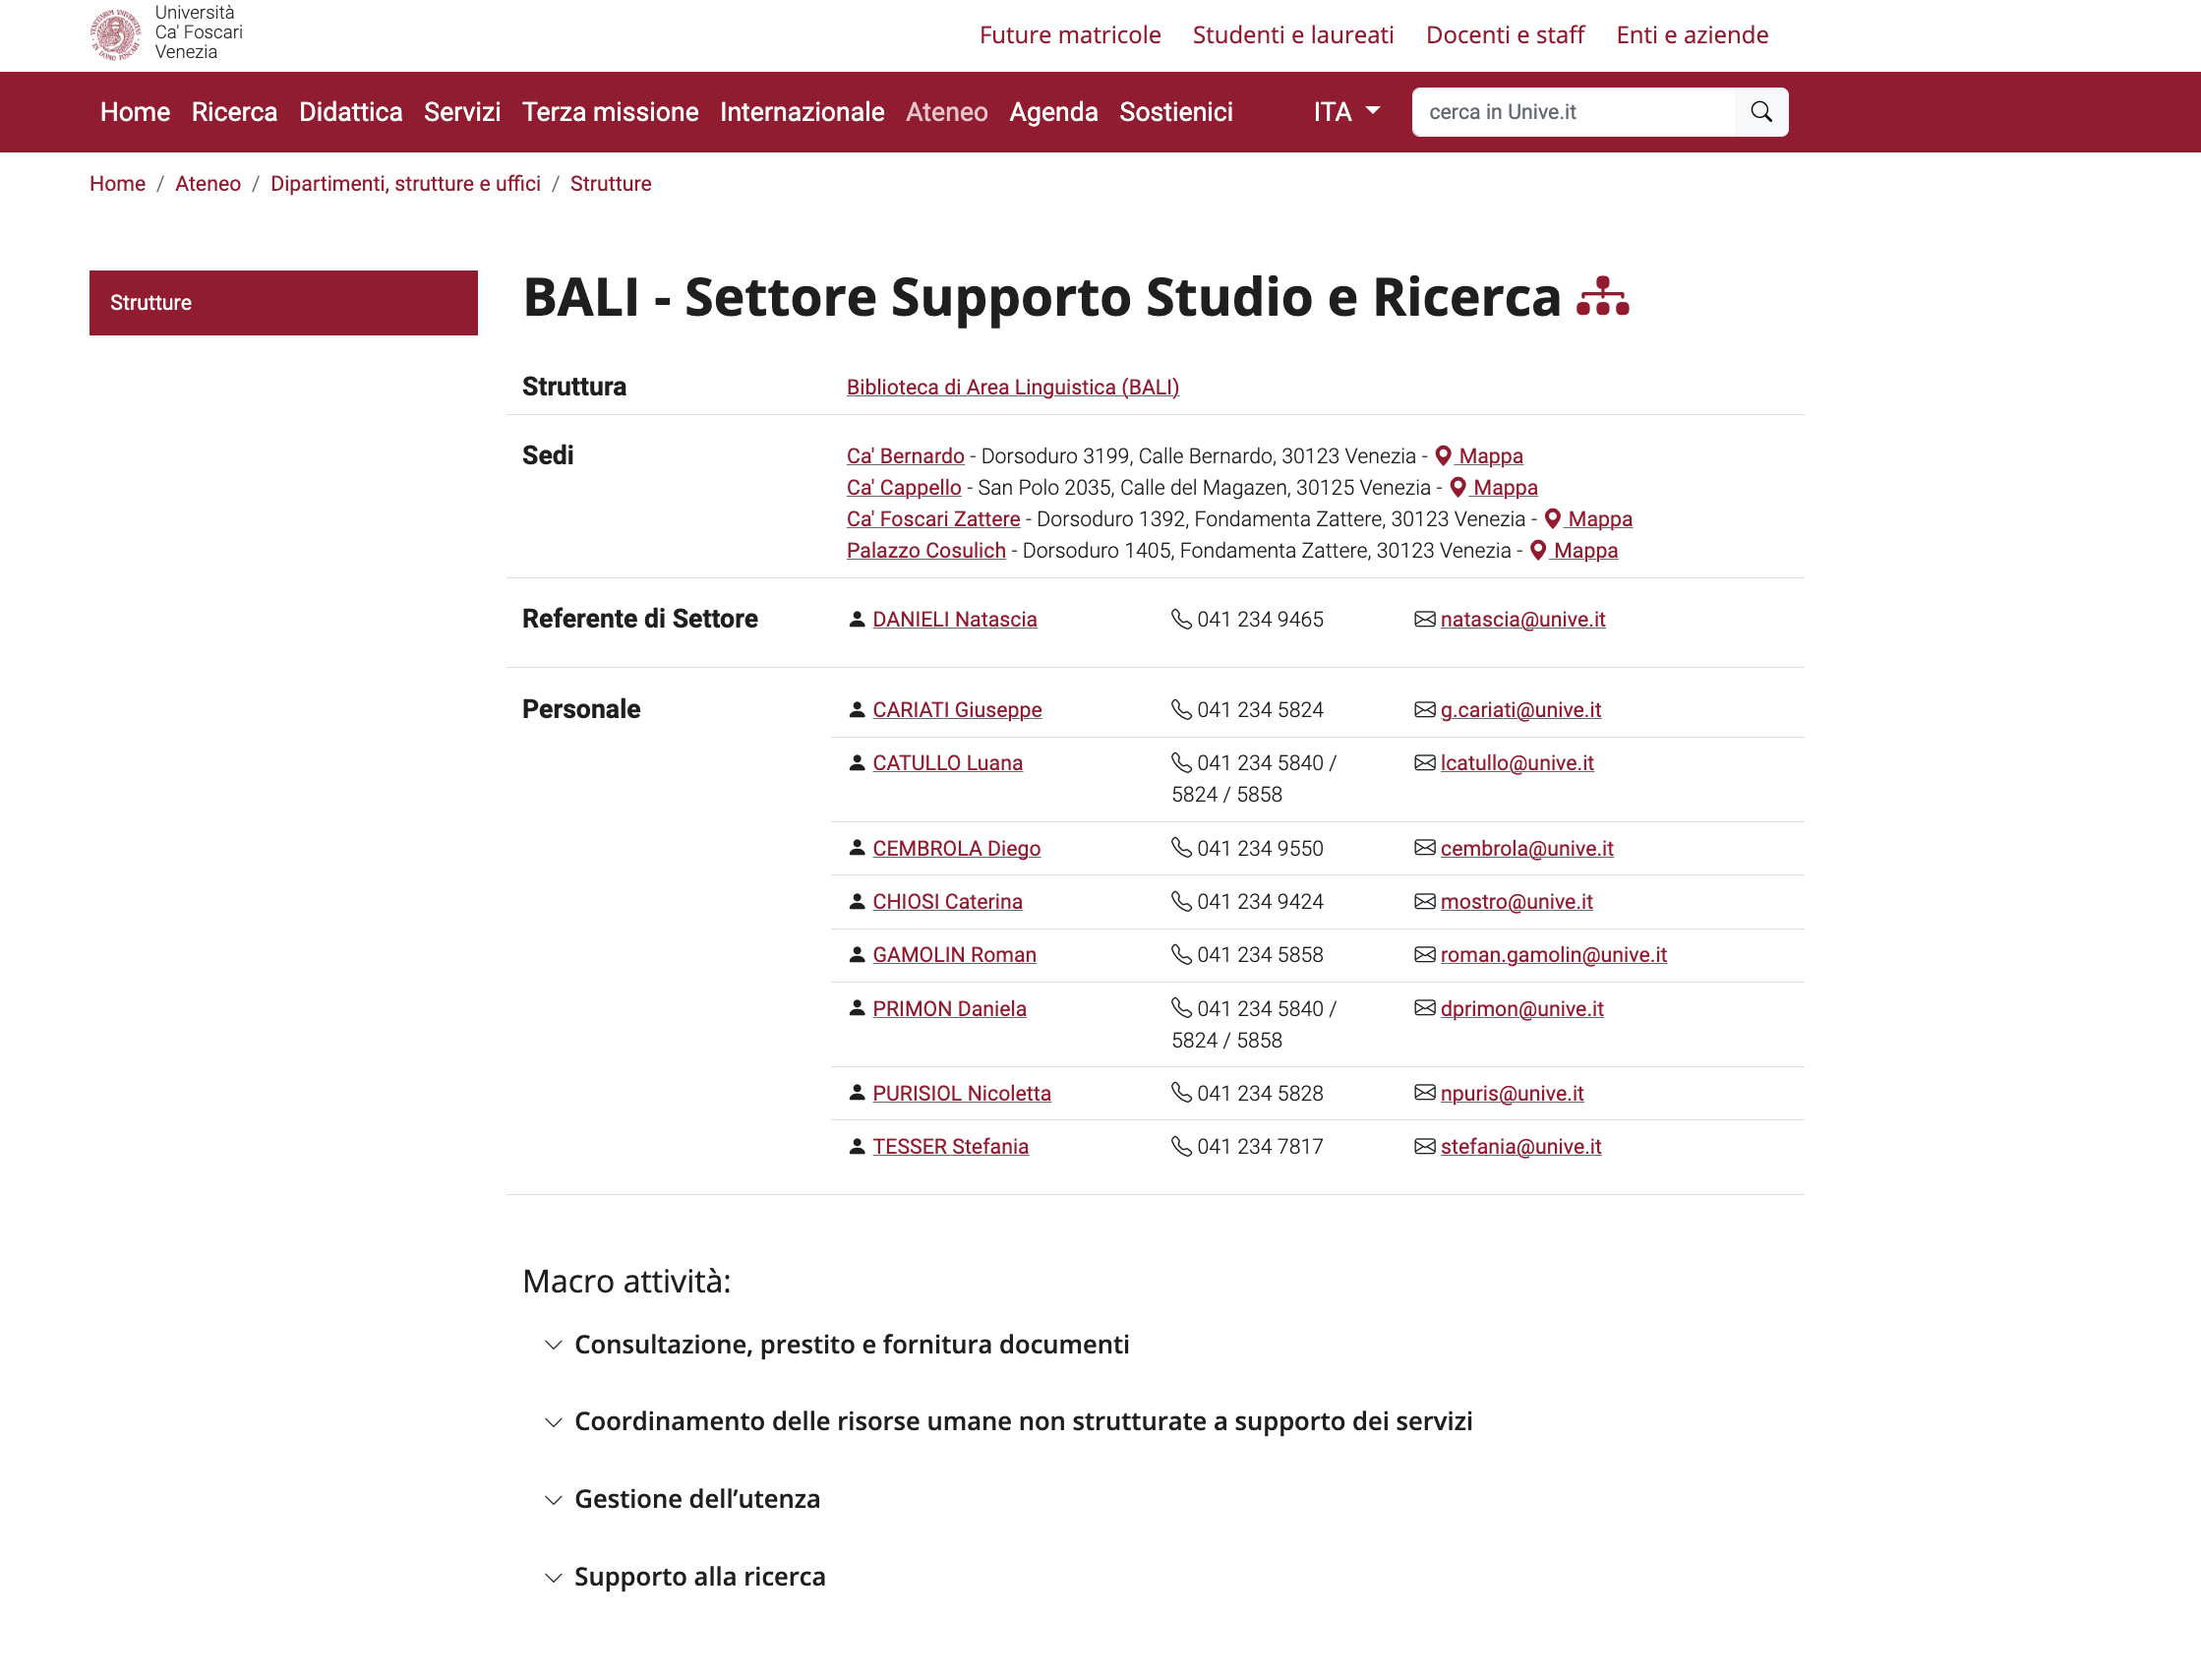 Università
Ca' Foscari
Venezia
Future matricole Studenti e laureati Docenti e staff Enti e aziende
Home Ricerca Didattica Servizi Terza missione Internazionale Ateneo Agenda Sostienici ITA cerca in Unive.it
Home / Ateneo / Dipartimenti, strutture e uffici / Strutture
Strutture
BALI - Settore Supporto Studio e Ricerca
Struttura Biblioteca di Area Linguistica (BALI)
Sedi Ca' Bernardo - Dorsoduro 3199, Calle Bernardo, 30123 Venezia - Mappa
Ca' Cappello - San Polo 2035, Calle del Magazen, 30125 Venezia - Mappa
Ca' Foscari Zattere - Dorsoduro 1392, Fondamenta Zattere, 30123 Venezia - Mappa
Palazzo Cosulich - Dorsoduro 1405, Fondamenta Zattere, 30123 Venezia - Mappa
Referente di Settore DANIELI Natascia 041 234 9465 natascia@unive.it
Personale CARIATI Giuseppe 041 234 5824 g.cariati@unive.it
CATULLO Luana 041 234 5840 / lcatullo@unive.it
5824 / 5858
CEMBROLA Diego 041 234 9550 cembrola@unive.it
CHIOSI Caterina 041 234 9424 mostro@unive.it
GAMOLIN Roman 041 234 5858 roman.gamolin@unive.it
PRIMON Daniela 041 234 5840 / dprimon@unive.it
5824 / 5858
PURISIOL Nicoletta 041 234 5828 npuris@unive.it
TESSER Stefania 041 234 7817 stefania@unive.it
Macro attività:
Consultazione, prestito e fornitura documenti
Coordinamento delle risorse umane non strutturate a supporto dei servizi
Gestione dell’utenza
Supporto alla ricerca